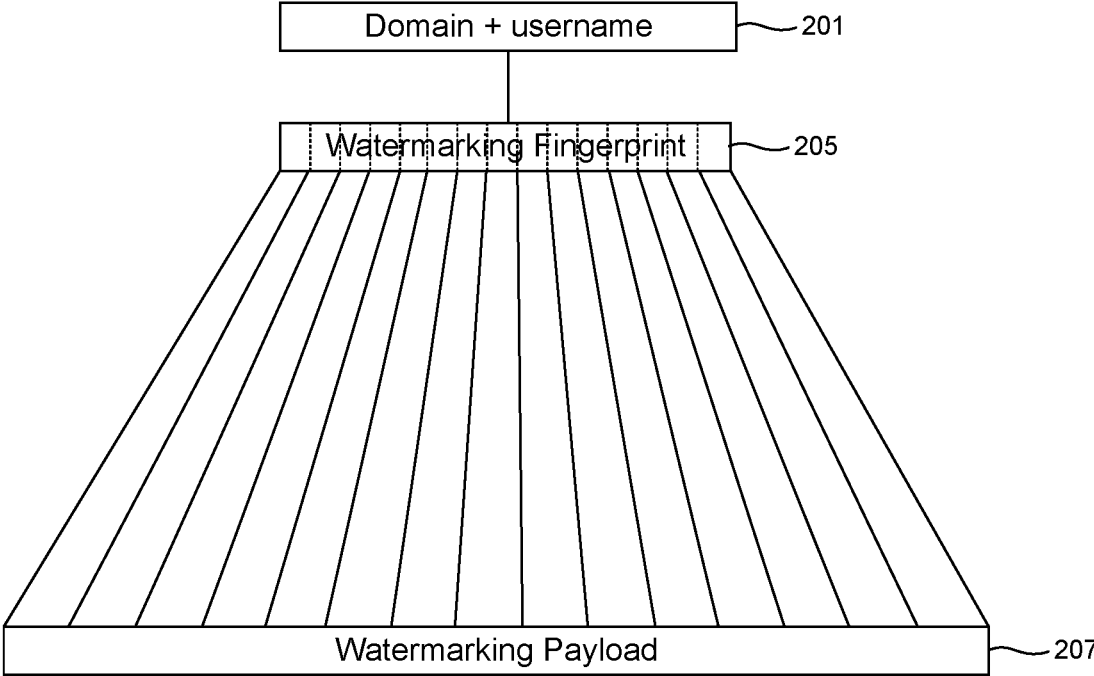 Domain + username 201
Watermarking Fingerprint 205
Watermarking Payload 207